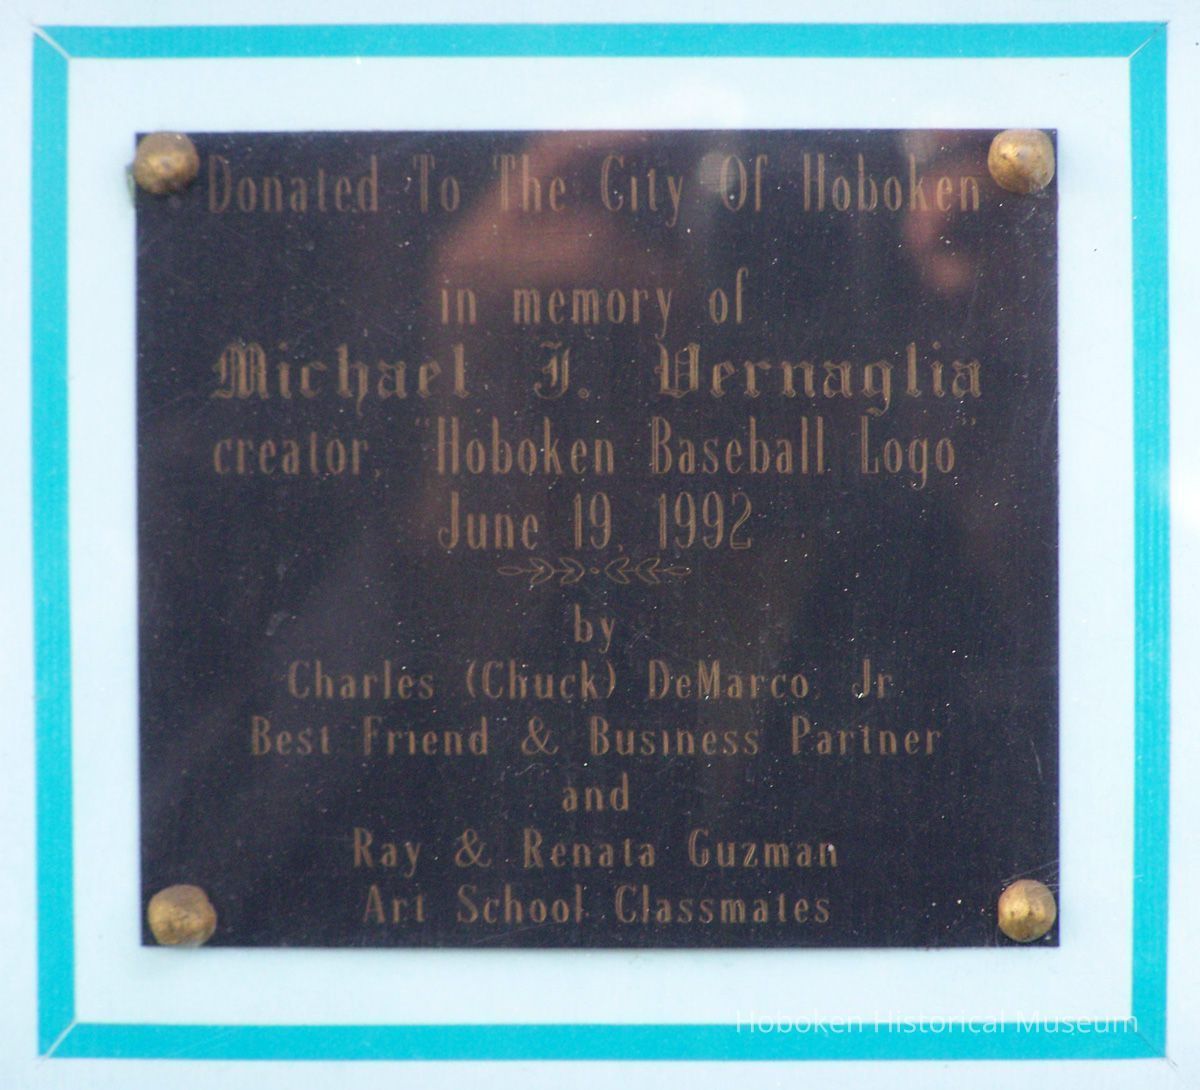 Donated To The City Of Hoboken
in memory of
Michael J. Vernaglia
creator, "Hoboken Baseball Logo"
June 19, 1992
by
Charles (Chuck) DeMarco, Jr.
Best Friend & Business Partner
and
Ray & Renata Guzman
Art School Classmates
Hoboken Historical Museum